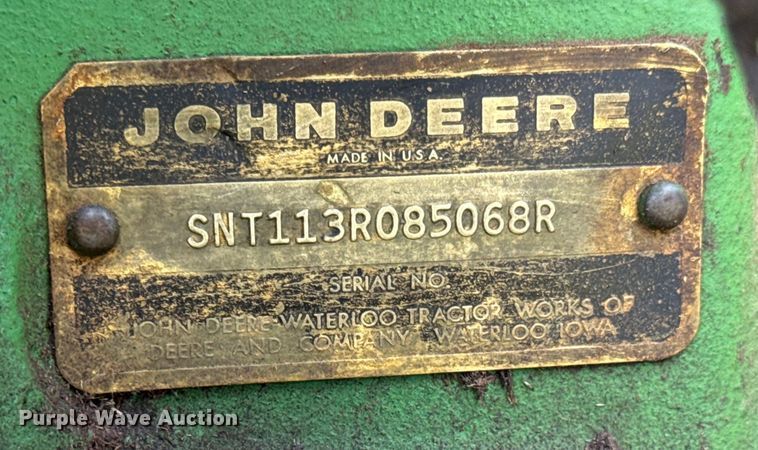 JOHN DEERE
MADE IN U.S.A.
SNT113R085068R
SERIAL NO.
JOHN DEERE-WATERLOO TRACTOR WORKS OF
DEERE AND COMPANY, WATERLOO IOWA
Purple Wave Auction